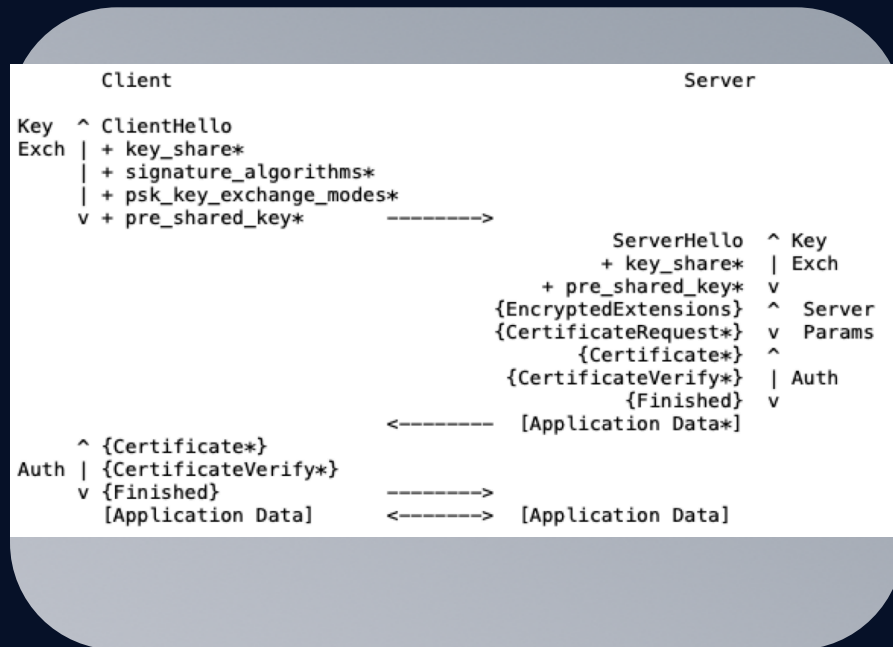 Client Server
Key ^ ClientHello
Exch | + key_share*
| + signature_algorithms*
| + psk_key_exchange_modes*
v + pre_shared_key* -------->
ServerHello ^ Key
+ key_share* | Exch
+ pre_shared_key* v
{EncryptedExtensions} ^ Server
{CertificateRequest*} v Params
{Certificate*} ^
{CertificateVerify*} | Auth
{Finished} v
<-------- [Application Data*]
^ {Certificate*}
Auth | {CertificateVerify*}
v {Finished} -------->
[Application Data] <-------> [Application Data]